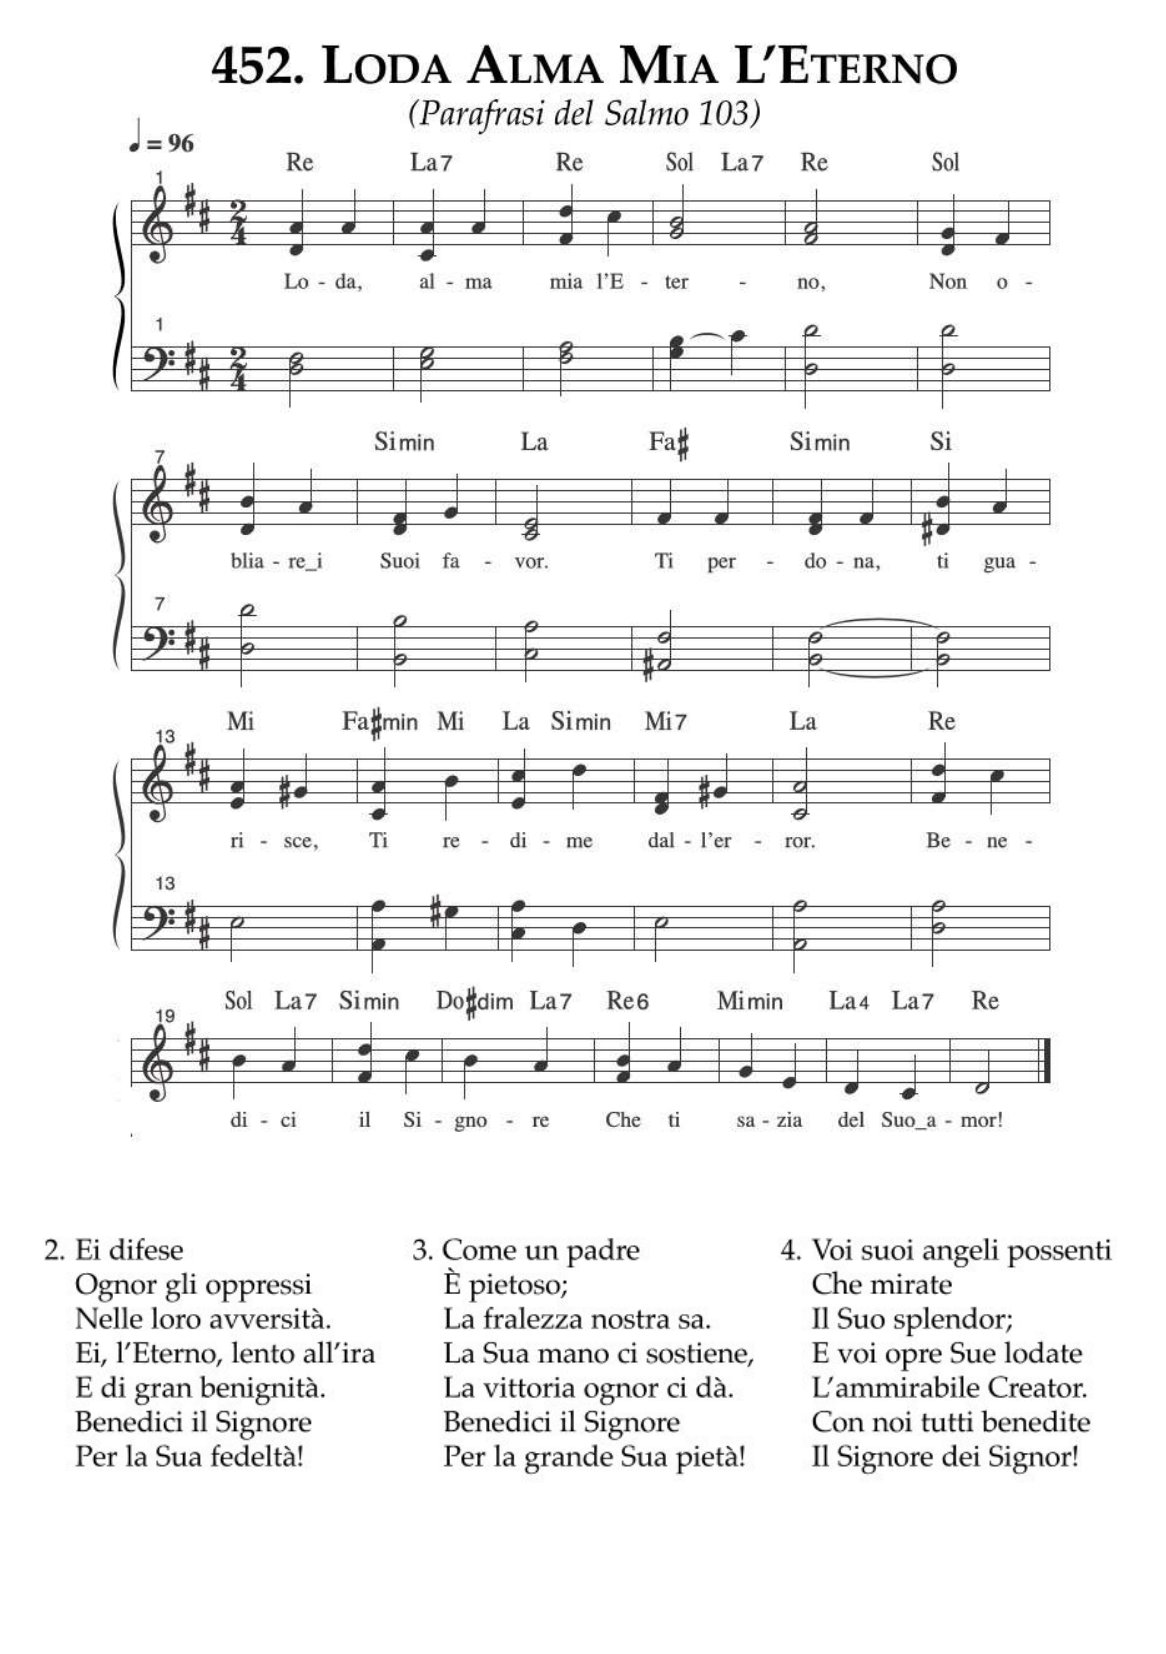 452. Loda Alma Mia L'Eterno
(Parafrasi del Salmo 103)
♩ = 96
Re La7 Re Sol La7 Re Sol
1
2 4
Lo - da, al - ma mia l'E - ter - no, Non o -
1
2 4
Simin La Fa♯ Simin Si
7
blia - re_i Suoi fa - vor. Ti per - do - na, ti gua -
7
Mi Fa♯min Mi La Simin Mi7 La Re
13
ri - sce, Ti re - di - me dal - l'er - ror. Be - ne -
13
Sol La7 Simin Do♯dim La7 Re6 Mimin La4 La7 Re
19
di - ci il Si - gno - re Che ti sa - zia del Suo_a - mor!
2. Ei difese
Ognor gli oppressi
Nelle loro avversità.
Ei, l'Eterno, lento all'ira
E di gran benignità.
Benedici il Signore
Per la Sua fedeltà!
3. Come un padre
È pietoso;
La fralezza nostra sa.
La Sua mano ci sostiene,
La vittoria ognor ci dà.
Benedici il Signore
Per la grande Sua pietà!
4. Voi suoi angeli possenti
Che mirate
Il Suo splendor;
E voi opre Sue lodate
L'ammirabile Creator.
Con noi tutti benedite
Il Signore dei Signor!